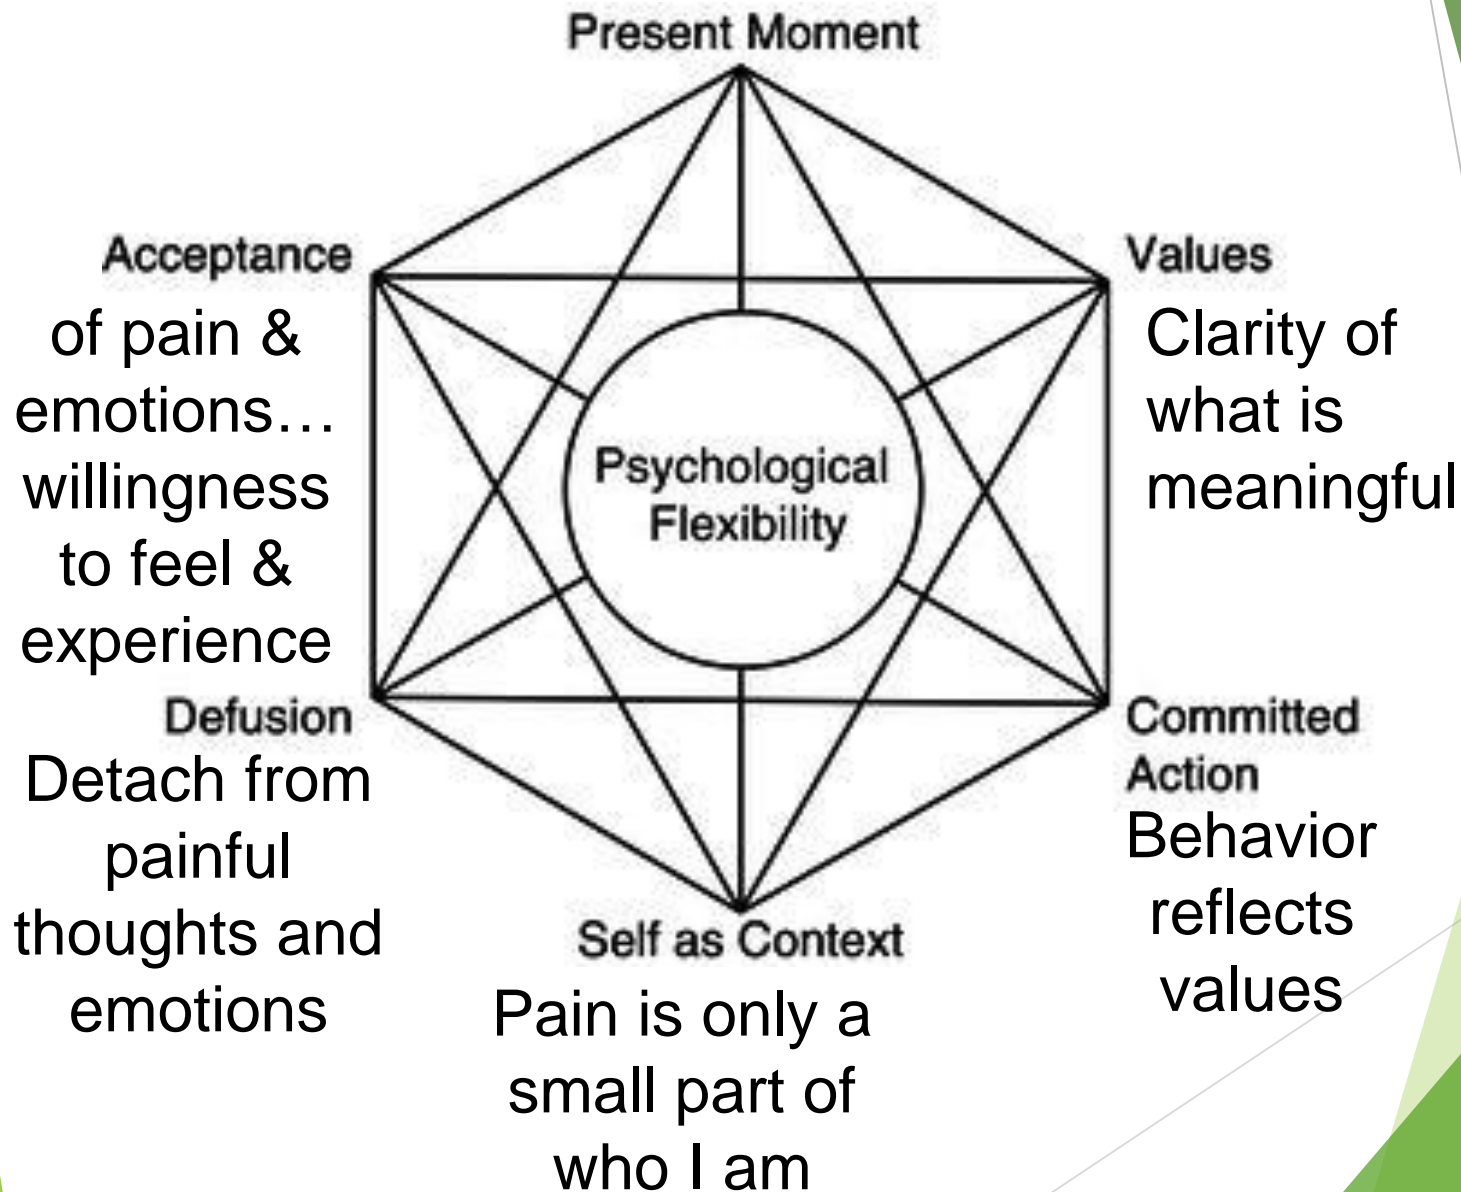 Present Moment
Acceptance
of pain &
emotions…
willingness
to feel &
experience
Values
Clarity of
what is
meaningful
Psychological
Flexibility
Defusion
Detach from
painful
thoughts and
emotions
Committed
Action
Behavior
reflects
values
Self as Context
Pain is only a
small part of
who I am